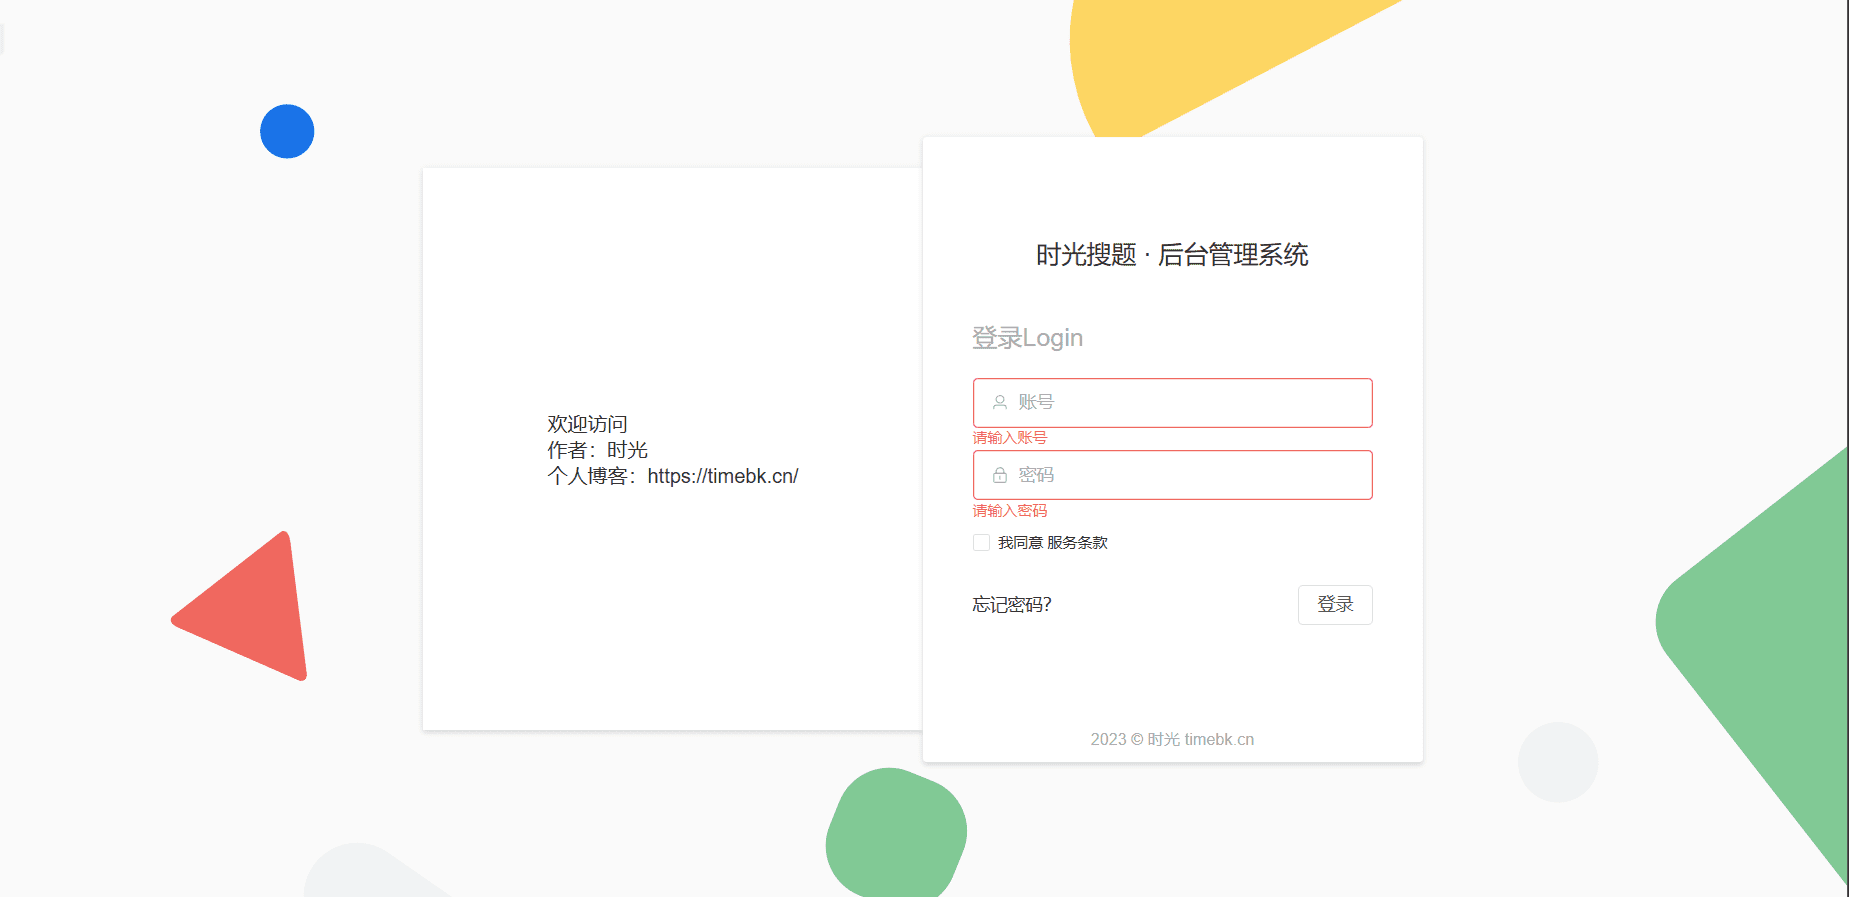 欢迎访问
作者：时光
个人博客：https://timebk.cn/
时光搜题 · 后台管理系统
登录Login
账号
请输入账号
密码
请输入密码
我同意 服务条款
忘记密码?
登录
2023 © 时光 timebk.cn